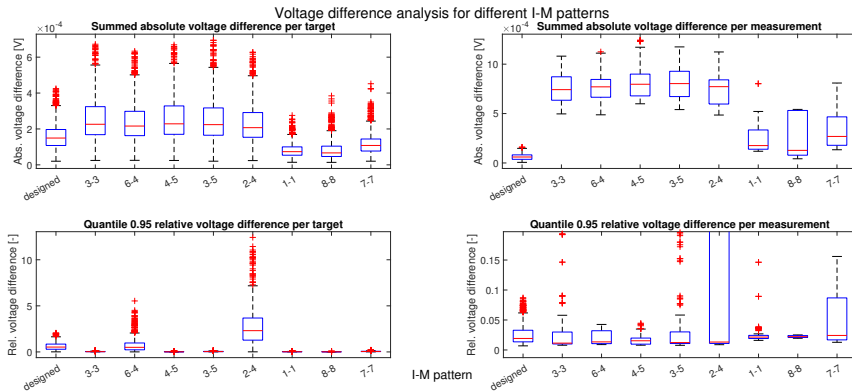 Voltage difference analysis for different I-M patterns
Summed absolute voltage difference per target
×10⁻⁴
Abs. voltage difference [V]
6
4
2
0
designed 3-3 6-4 4-5 3-5 2-4 1-1 8-8 7-7
Summed absolute voltage difference per measurement
×10⁻⁴
Abs. voltage difference [V]
10
5
0
designed 3-3 6-4 4-5 3-5 2-4 1-1 8-8 7-7
Quantile 0.95 relative voltage difference per target
Rel. voltage difference [-]
10
5
0
designed 3-3 6-4 4-5 3-5 2-4 1-1 8-8 7-7
Quantile 0.95 relative voltage difference per measurement
Rel. voltage difference [-]
0.15
0.1
0.05
0
designed 3-3 6-4 4-5 3-5 2-4 1-1 8-8 7-7
I-M pattern